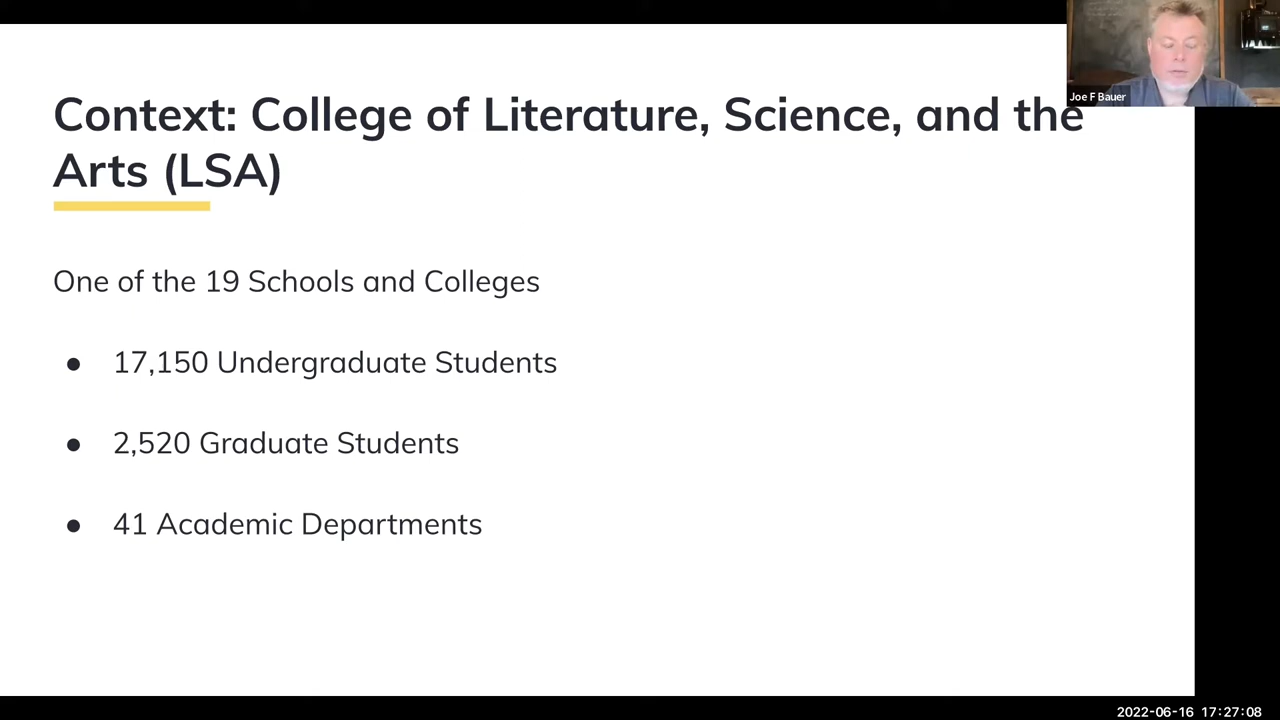 Context: College of Literature, Science, and the
Arts (LSA)
Joe F Bauer
One of the 19 Schools and Colleges
● 17,150 Undergraduate Students
● 2,520 Graduate Students
● 41 Academic Departments
2022-06-16 17:27:08